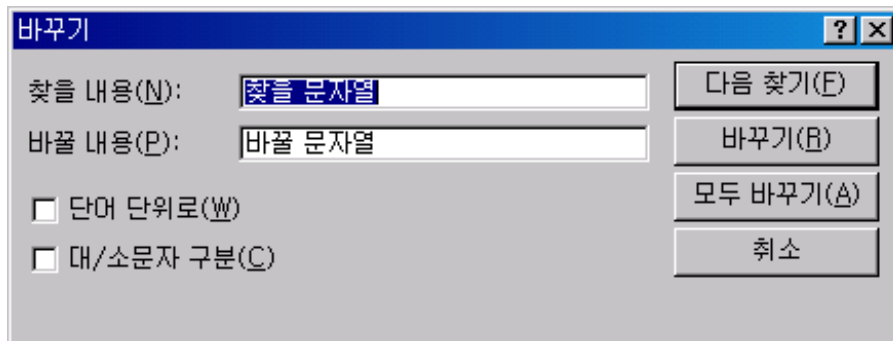 바꾸기
찾을 내용(N): 찾을 문자열 다음 찾기(F)
바꿀 내용(P): 바꿀 문자열 바꾸기(R)
단어 단위로(W) 모두 바꾸기(A)
대/소문자 구분(C) 취소